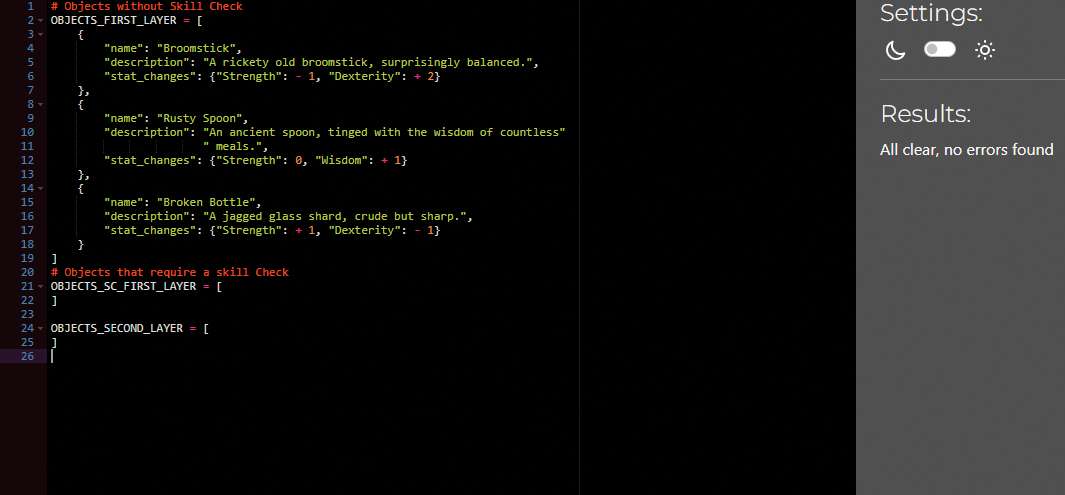 1 # Objects without Skill Check
2 OBJECTS_FIRST_LAYER = [
3 {
4 "name": "Broomstick",
5 "description": "A rickety old broomstick, surprisingly balanced.",
6 "stat_changes": {"Strength": - 1, "Dexterity": + 2}
7 },
8 {
9 "name": "Rusty Spoon",
10 "description": "An ancient spoon, tinged with the wisdom of countless"
11 " meals.",
12 "stat_changes": {"Strength": 0, "Wisdom": + 1}
13 },
14 {
15 "name": "Broken Bottle",
16 "description": "A jagged glass shard, crude but sharp.",
17 "stat_changes": {"Strength": + 1, "Dexterity": - 1}
18 }
19 ]
20 # Objects that require a skill Check
21 OBJECTS_SC_FIRST_LAYER = [
22 ]
23
24 OBJECTS_SECOND_LAYER = [
25 ]
26
Settings:
Results:
All clear, no errors found